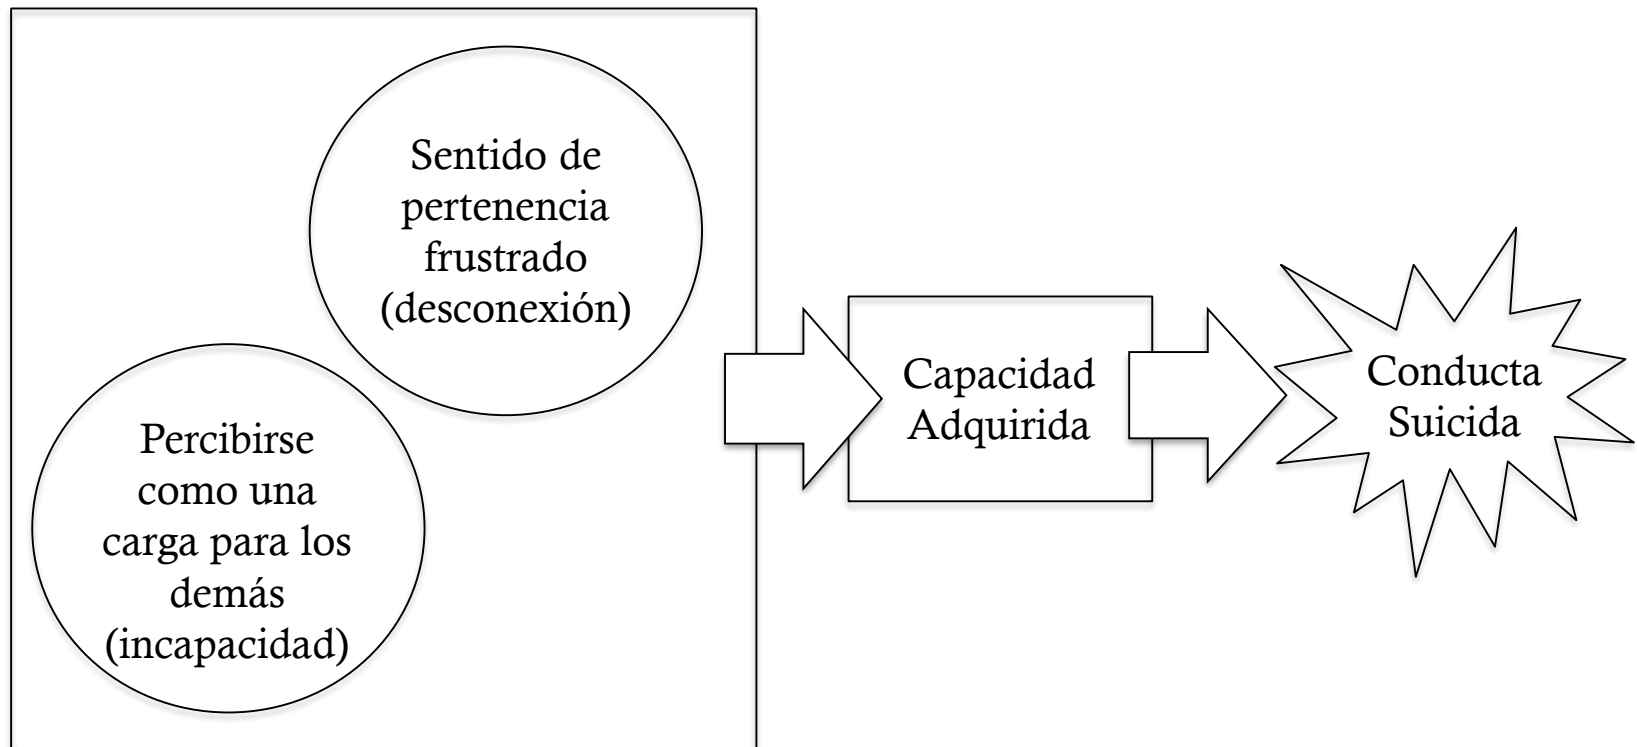 Sentido de
pertenencia
frustrado
(desconexión)
Percibirse
como una
carga para los
demás
(incapacidad)
Capacidad
Adquirida
Conducta
Suicida